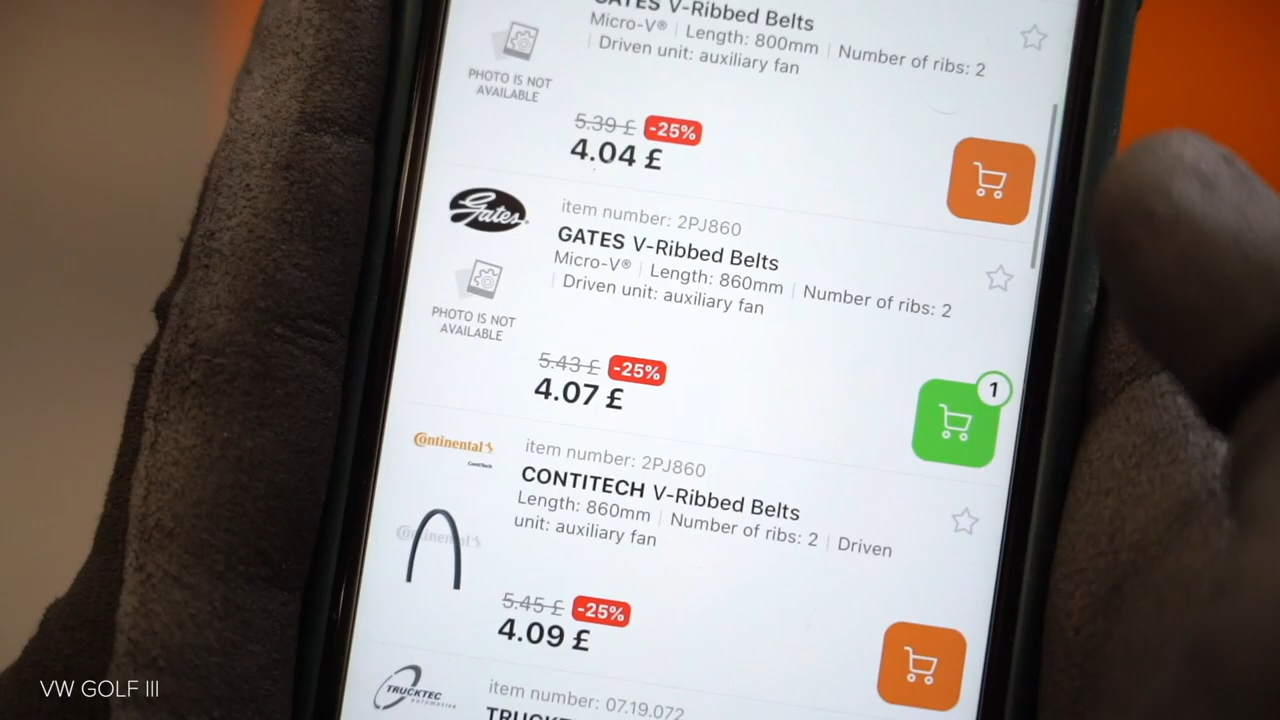 GATES V-Ribbed Belts
Micro-V® | Length: 800mm | Number of ribs: 2
| Driven unit: auxiliary fan
PHOTO IS NOT
AVAILABLE
5.39 £ -25%
4.04 £
Gates
item number: 2PJ860
GATES V-Ribbed Belts
Micro-V® | Length: 860mm | Number of ribs: 2
| Driven unit: auxiliary fan
PHOTO IS NOT
AVAILABLE
5.43 £ -25%
4.07 £
1
Continental
ContiTech
item number: 2PJ860
CONTITECH V-Ribbed Belts
Length: 860mm | Number of ribs: 2 | Driven
unit: auxiliary fan
Continental
5.45 £ -25%
4.09 £
TRUCKTEC
automotive
item number: 07.19.072
VW GOLF III